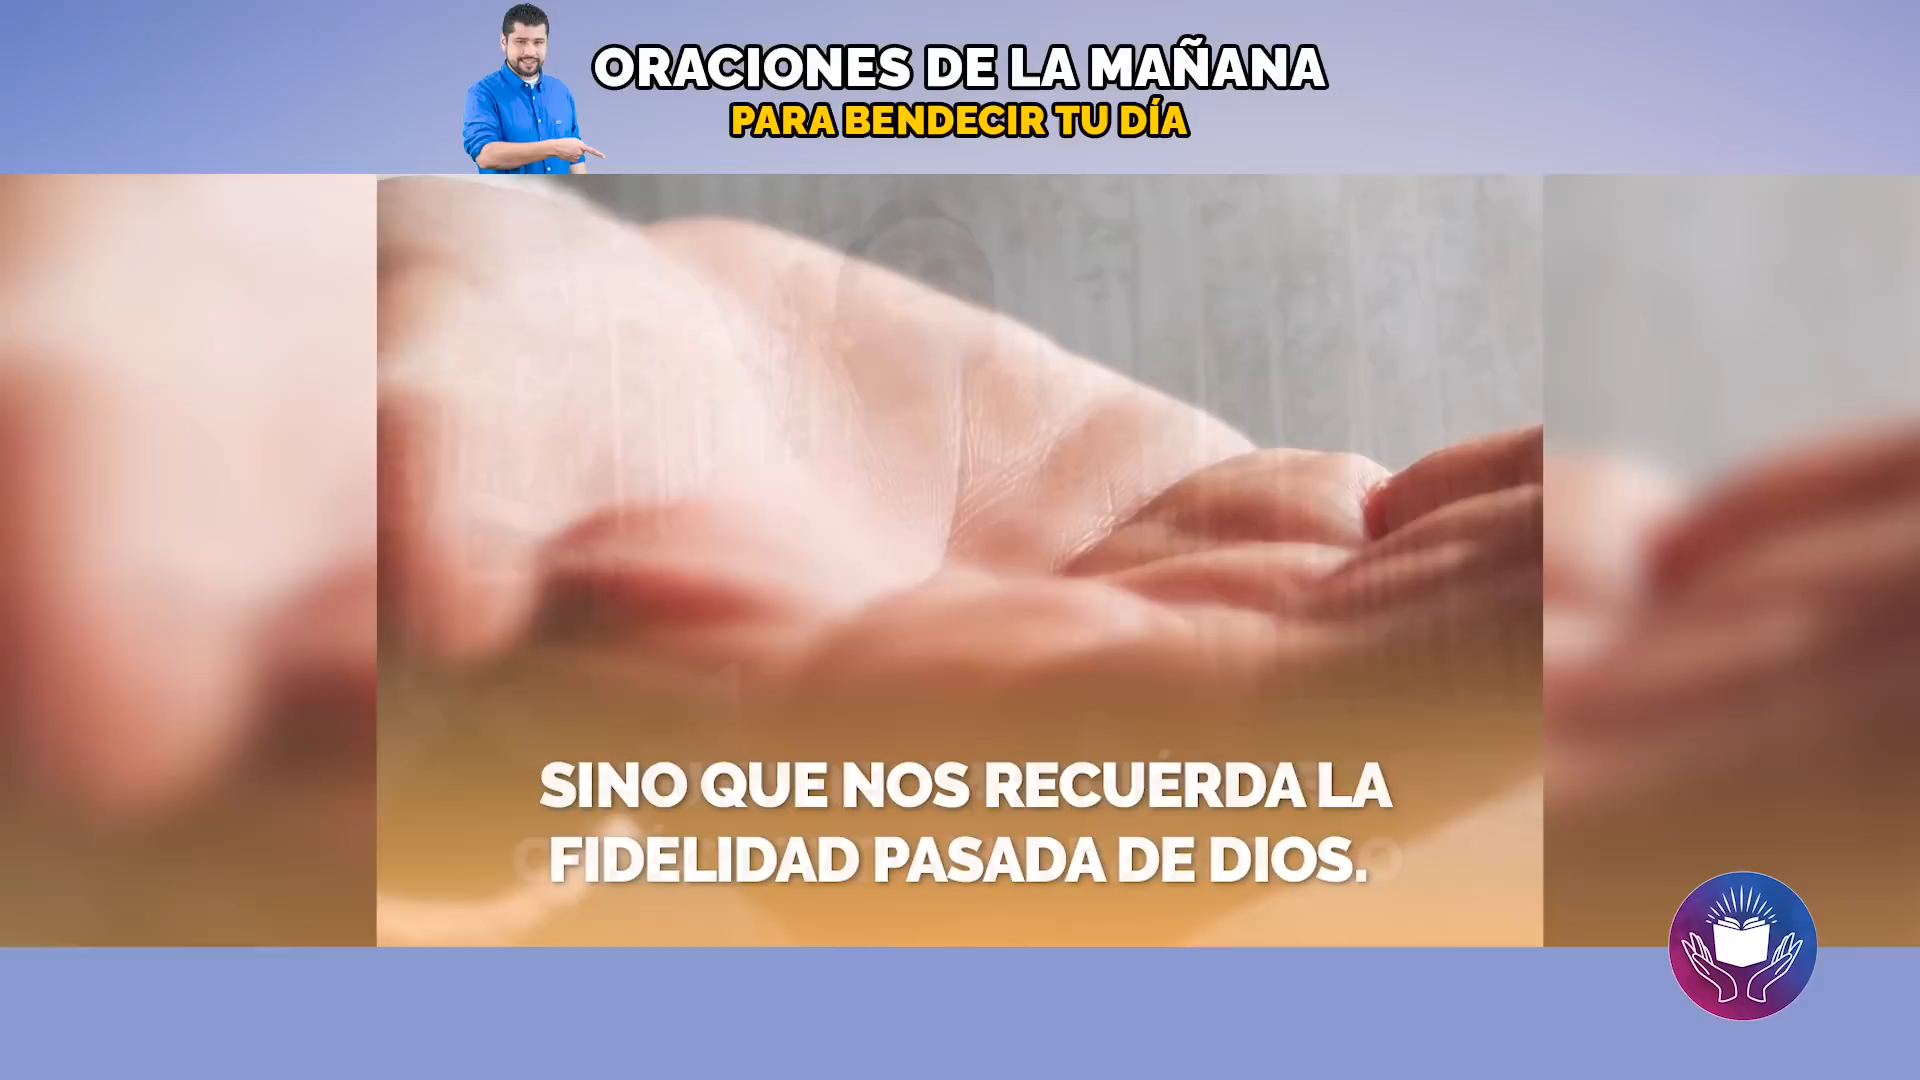 ORACIONES DE LA MAÑANA
PARA BENDECIR TU DÍA
SINO QUE NOS RECUERDA LA
FIDELIDAD PASADA DE DIOS.